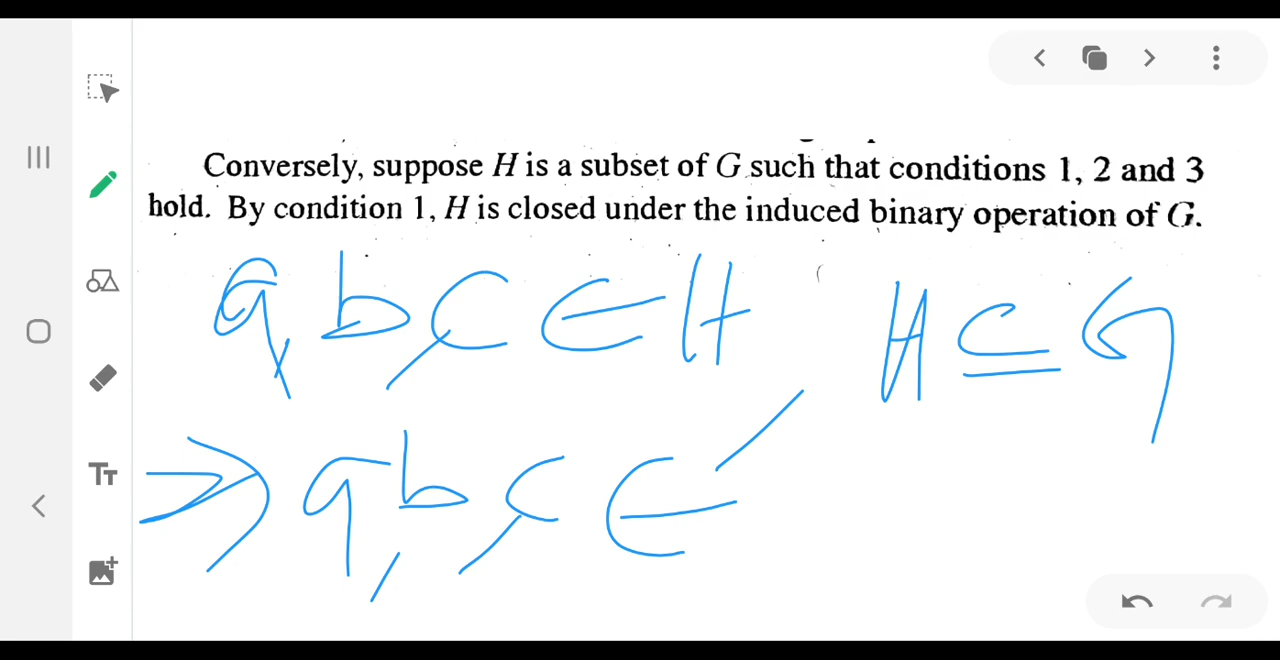 Conversely, suppose H is a subset of G such that conditions 1, 2 and 3
hold. By condition 1, H is closed under the induced binary operation of G.
a, b, c ∈ H H ⊆ G
⇒ a, b, c ∈
Tт